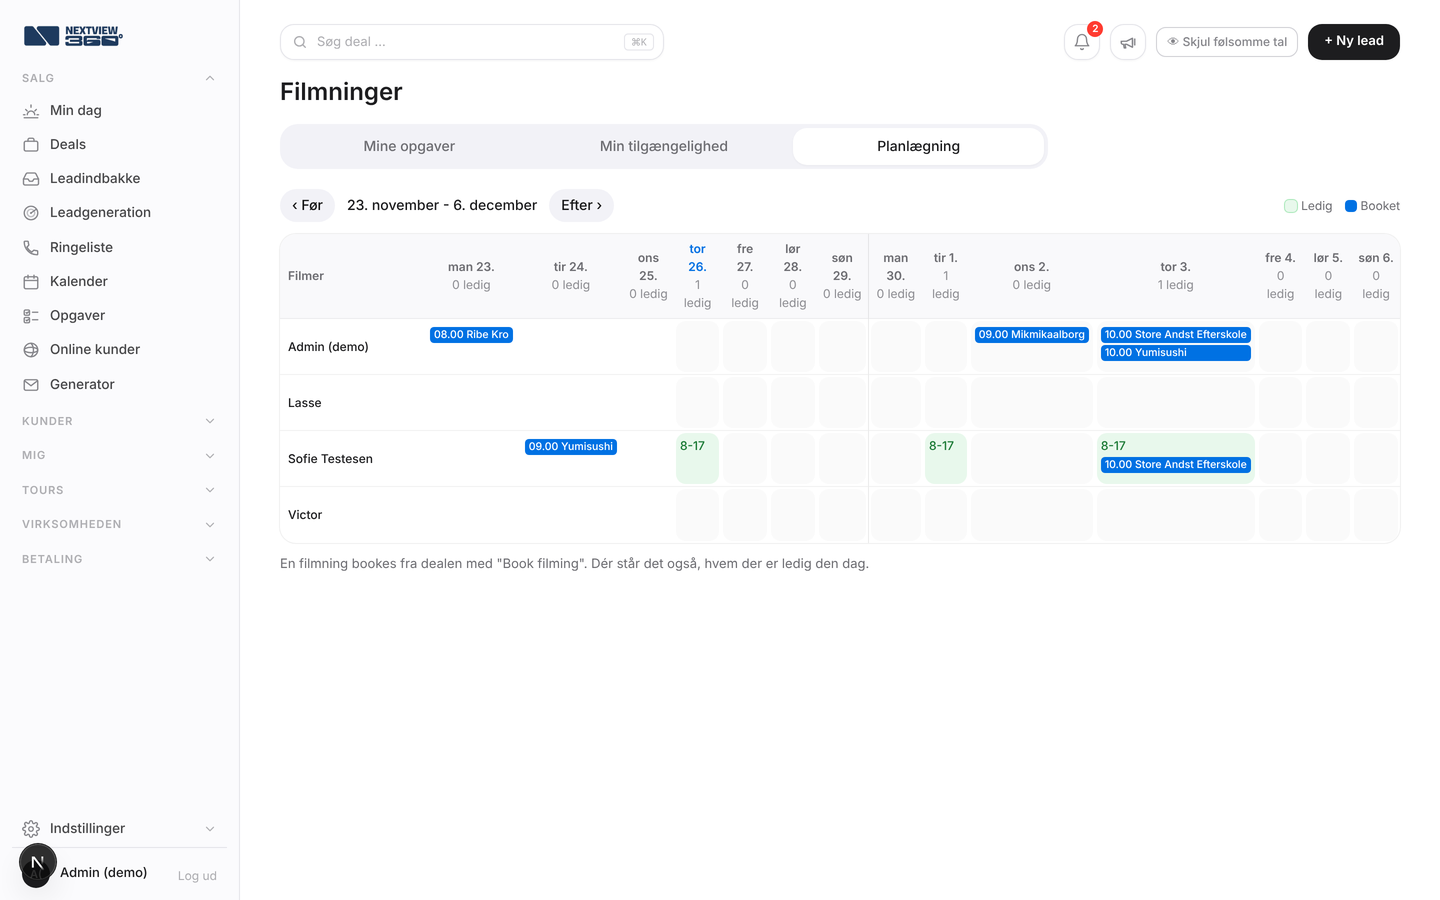 NEXTVIEW
360°
Søg deal ...
⌘K
2
Skjul følsomme tal
+ Ny lead
SALG
Min dag
Deals
Leadindbakke
Leadgeneration
Ringeliste
Kalender
Opgaver
Online kunder
Generator
KUNDER
MIG
TOURS
VIRKSOMHEDEN
BETALING
Indstillinger
N
Admin (demo)
Log ud
Filmninger
Mine opgaver
Min tilgængelighed
Planlægning
‹ Før
23. november - 6. december
Efter ›
Ledig
Booket
Filmer
man 23.
0 ledig
tir 24.
0 ledig
ons
25.
0 ledig
tor
26.
1
ledig
fre
27.
0
ledig
lør
28.
0
ledig
søn
29.
0 ledig
man
30.
0 ledig
tir 1.
1
ledig
ons 2.
0 ledig
tor 3.
1 ledig
fre 4.
0
ledig
lør 5.
0
ledig
søn 6.
0
ledig
Admin (demo)
08.00 Ribe Kro
09.00 Mikmikaalborg
10.00 Store Andst Efterskole
10.00 Yumisushi
Lasse
Sofie Testesen
09.00 Yumisushi
8-17
8-17
8-17
10.00 Store Andst Efterskole
Victor
En filmning bookes fra dealen med "Book filming". Dér står det også, hvem der er ledig den dag.